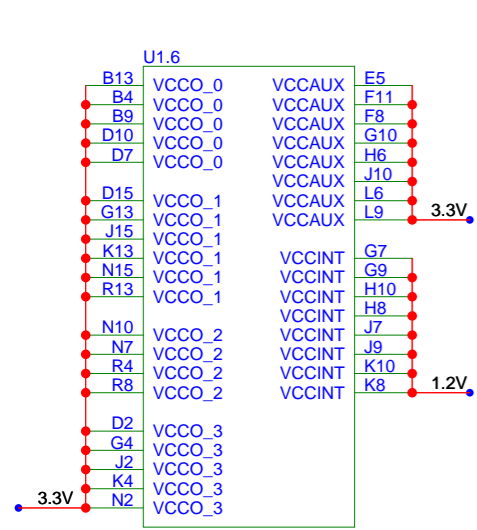 U1.6
B13 VCCO_0 VCCAUX E5
B4 VCCO_0 VCCAUX F11
B9 VCCO_0 VCCAUX F8
D10 VCCO_0 VCCAUX G10
D7 VCCO_0 VCCAUX H6
VCCAUX J10
D15 VCCO_1 VCCAUX L6
G13 VCCO_1 VCCAUX L9 3.3V
J15 VCCO_1
K13 VCCO_1 VCCINT G7
N15 VCCO_1 VCCINT G9
R13 VCCO_1 VCCINT H10
VCCINT H8
N10 VCCO_2 VCCINT J7
N7 VCCO_2 VCCINT J9
R4 VCCO_2 VCCINT K10
R8 VCCO_2 VCCINT K8 1.2V
D2 VCCO_3
G4 VCCO_3
J2 VCCO_3
K4 VCCO_3
3.3V N2 VCCO_3